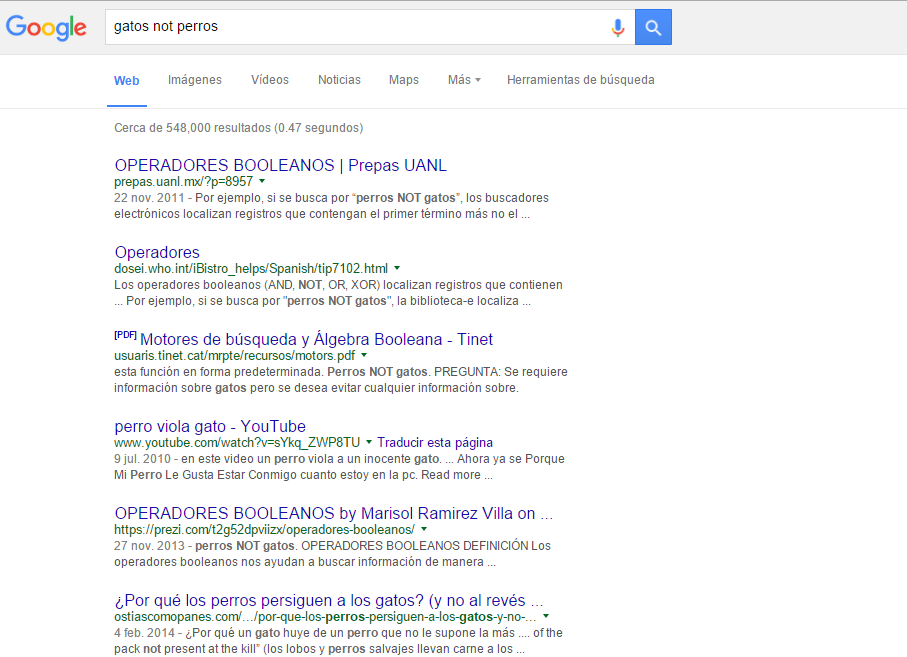 Google
gatos not perros
Web Imágenes Vídeos Noticias Maps Más Herramientas de búsqueda
Cerca de 548,000 resultados (0.47 segundos)
OPERADORES BOOLEANOS | Prepas UANL
prepas.uanl.mx/?p=8957
22 nov. 2011 - Por ejemplo, si se busca por “perros NOT gatos”, los buscadores
electrónicos localizan registros que contengan el primer término más no el ...
Operadores
dosei.who.int/iBistro_helps/Spanish/tip7102.html
Los operadores booleanos (AND, NOT, OR, XOR) localizan registros que contienen
... Por ejemplo, si se busca por "perros NOT gatos", la biblioteca-e localiza ...
[PDF] Motores de búsqueda y Álgebra Booleana - Tinet
usuaris.tinet.cat/mrpte/recursos/motors.pdf
esta función en forma predeterminada. Perros NOT gatos. PREGUNTA: Se requiere
información sobre gatos pero se desea evitar cualquier información sobre.
perro viola gato - YouTube
www.youtube.com/watch?v=sYkq_ZWP8TU Traducir esta página
9 jul. 2010 - en este video un perro viola a un inocente gato. ... Ahora ya se Porque
Mi Perro Le Gusta Estar Conmigo cuanto estoy en la pc. Read more ...
OPERADORES BOOLEANOS by Marisol Ramirez Villa on ...
https://prezi.com/t2g52dpviizx/operadores-booleanos/
27 nov. 2013 - perros NOT gatos. OPERADORES BOOLEANOS DEFINICIÓN Los
operadores booleanos nos ayudan a buscar información de manera ...
¿Por qué los perros persiguen a los gatos? (y no al revés ...
ostiascomopanes.com/.../por-que-los-perros-persiguen-a-los-gatos-y-no-...
4 feb. 2014 - ¿Por qué un gato huye de un perro que no le supone la más .... of the
pack not present at the kill” (los lobos y perros salvajes llevan carne a los ...